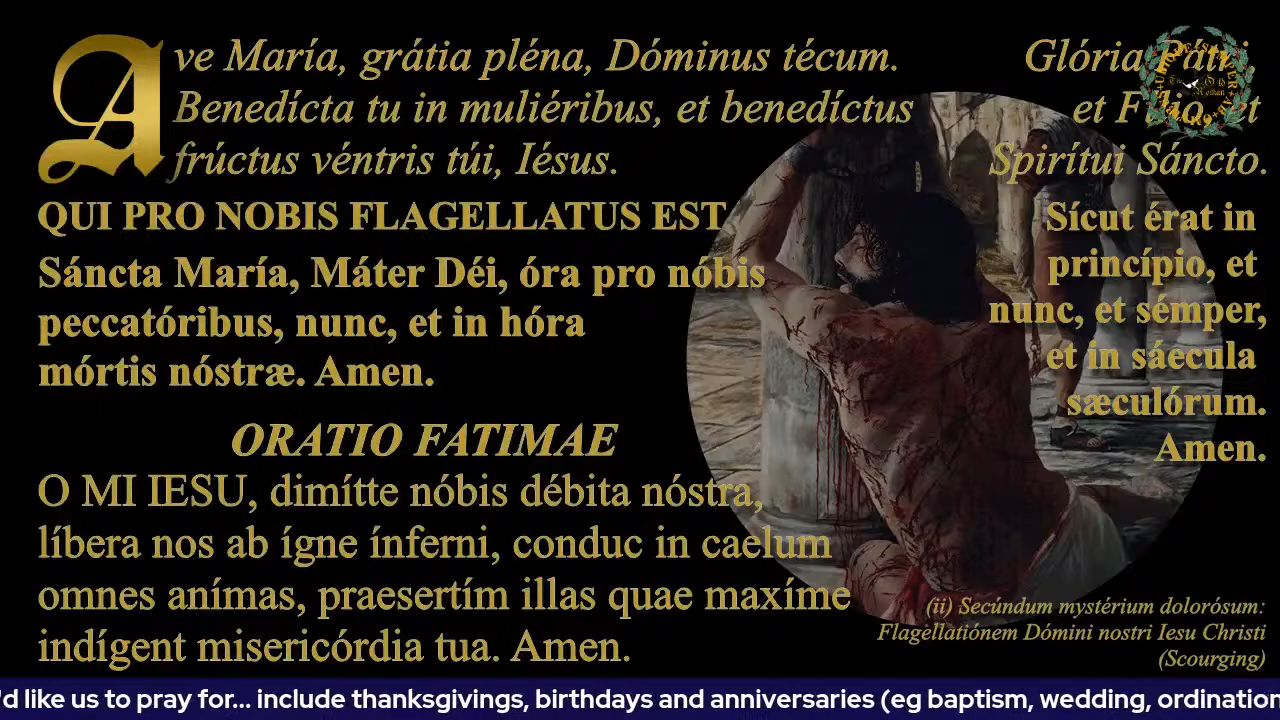 Ave María, grátia pléna, Dóminus técum.
Benedícta tu in muliéribus, et benedíctus
frúctus véntris túi, Iésus.
QUI PRO NOBIS FLAGELLATUS EST
Sáncta María, Máter Déi, óra pro nóbis
peccatóribus, nunc, et in hóra
mórtis nóstræ. Amen.
ORATIO FATIMAE
O MI IESU, dimítte nóbis débita nóstra,
líbera nos ab ígne ínferni, conduc in caelum
omnes anímas, praesertím illas quae maxíme
indígent misericórdia tua. Amen.
Glória Pátri
et Fílio, et
Spirítui Sáncto.
Sícut érat in
princípio, et
nunc, et sémper,
et in sáecula
sæculórum.
Amen.
(ii) Secúndum mystérium dolorósum:
Flagellatiónem Dómini nostri Iesu Christi
(Scourging)
'd like us to pray for... include thanksgivings, birthdays and anniversaries (eg baptism, wedding, ordination